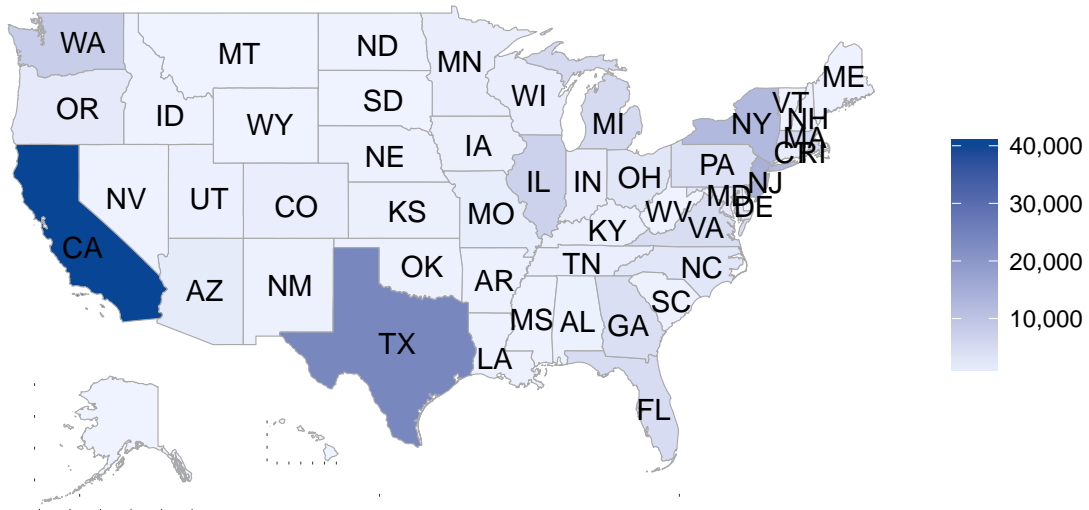 WA
MT
ND
MN
ME
OR
ID
SD
WI
MI
VT
NH
WY
NY
MA
IA
NE
CT
RI
PA
NV
UT
CO
KS
MO
IL
IN
OH
NJ
MD
DE
WV
VA
KY
CA
AZ
NM
OK
AR
TN
NC
SC
TX
LA
MS
AL
GA
FL
40,000
30,000
20,000
10,000